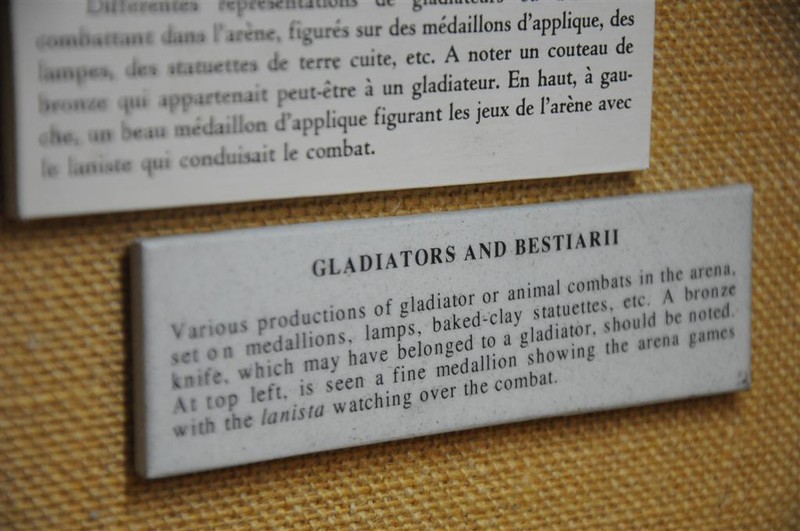 Différentes représentations de gladiateurs
combattant dans l'arène, figurés sur des médaillons d'applique, des
lampes, des statuettes de terre cuite, etc. A noter un couteau de
bronze qui appartenait peut-être à un gladiateur. En haut, à gau-
che, un beau médaillon d'applique figurant les jeux de l'arène avec
le laniste qui conduisait le combat.
GLADIATORS AND BESTIARII
Various productions of gladiator or animal combats in the arena,
set on medallions, lamps, baked-clay statuettes, etc. A bronze
knife, which may have belonged to a gladiator, should be noted.
At top left, is seen a fine medallion showing the arena games
with the lanista watching over the combat.